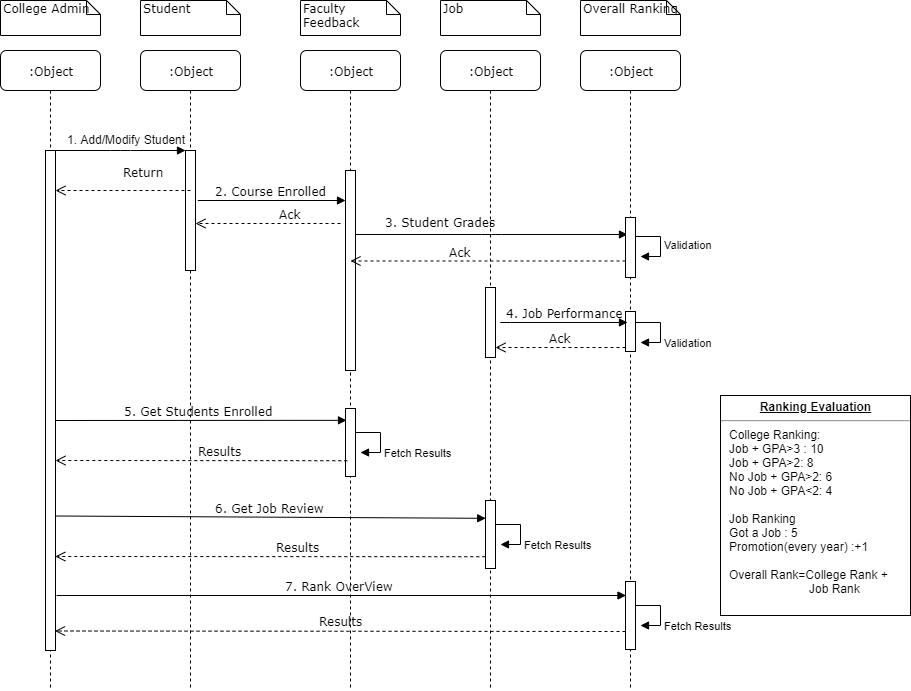 College Admin
Student
Faculty
Feedback
Job
Overall Ranking
:Object
:Object
:Object
:Object
:Object
1. Add/Modify Student
Return
2. Course Enrolled
Ack
3. Student Grades
Validation
Ack
4. Job Performance
Ack
Validation
5. Get Students Enrolled
Results
Fetch Results
6. Get Job Review
Results
Fetch Results
7. Rank OverView
Results
Fetch Results
Ranking Evaluation
College Ranking:
Job + GPA>3 : 10
Job + GPA>2: 8
No Job + GPA>2: 6
No Job + GPA<2: 4
Job Ranking
Got a Job : 5
Promotion(every year) :+1
Overall Rank=College Rank +
Job Rank